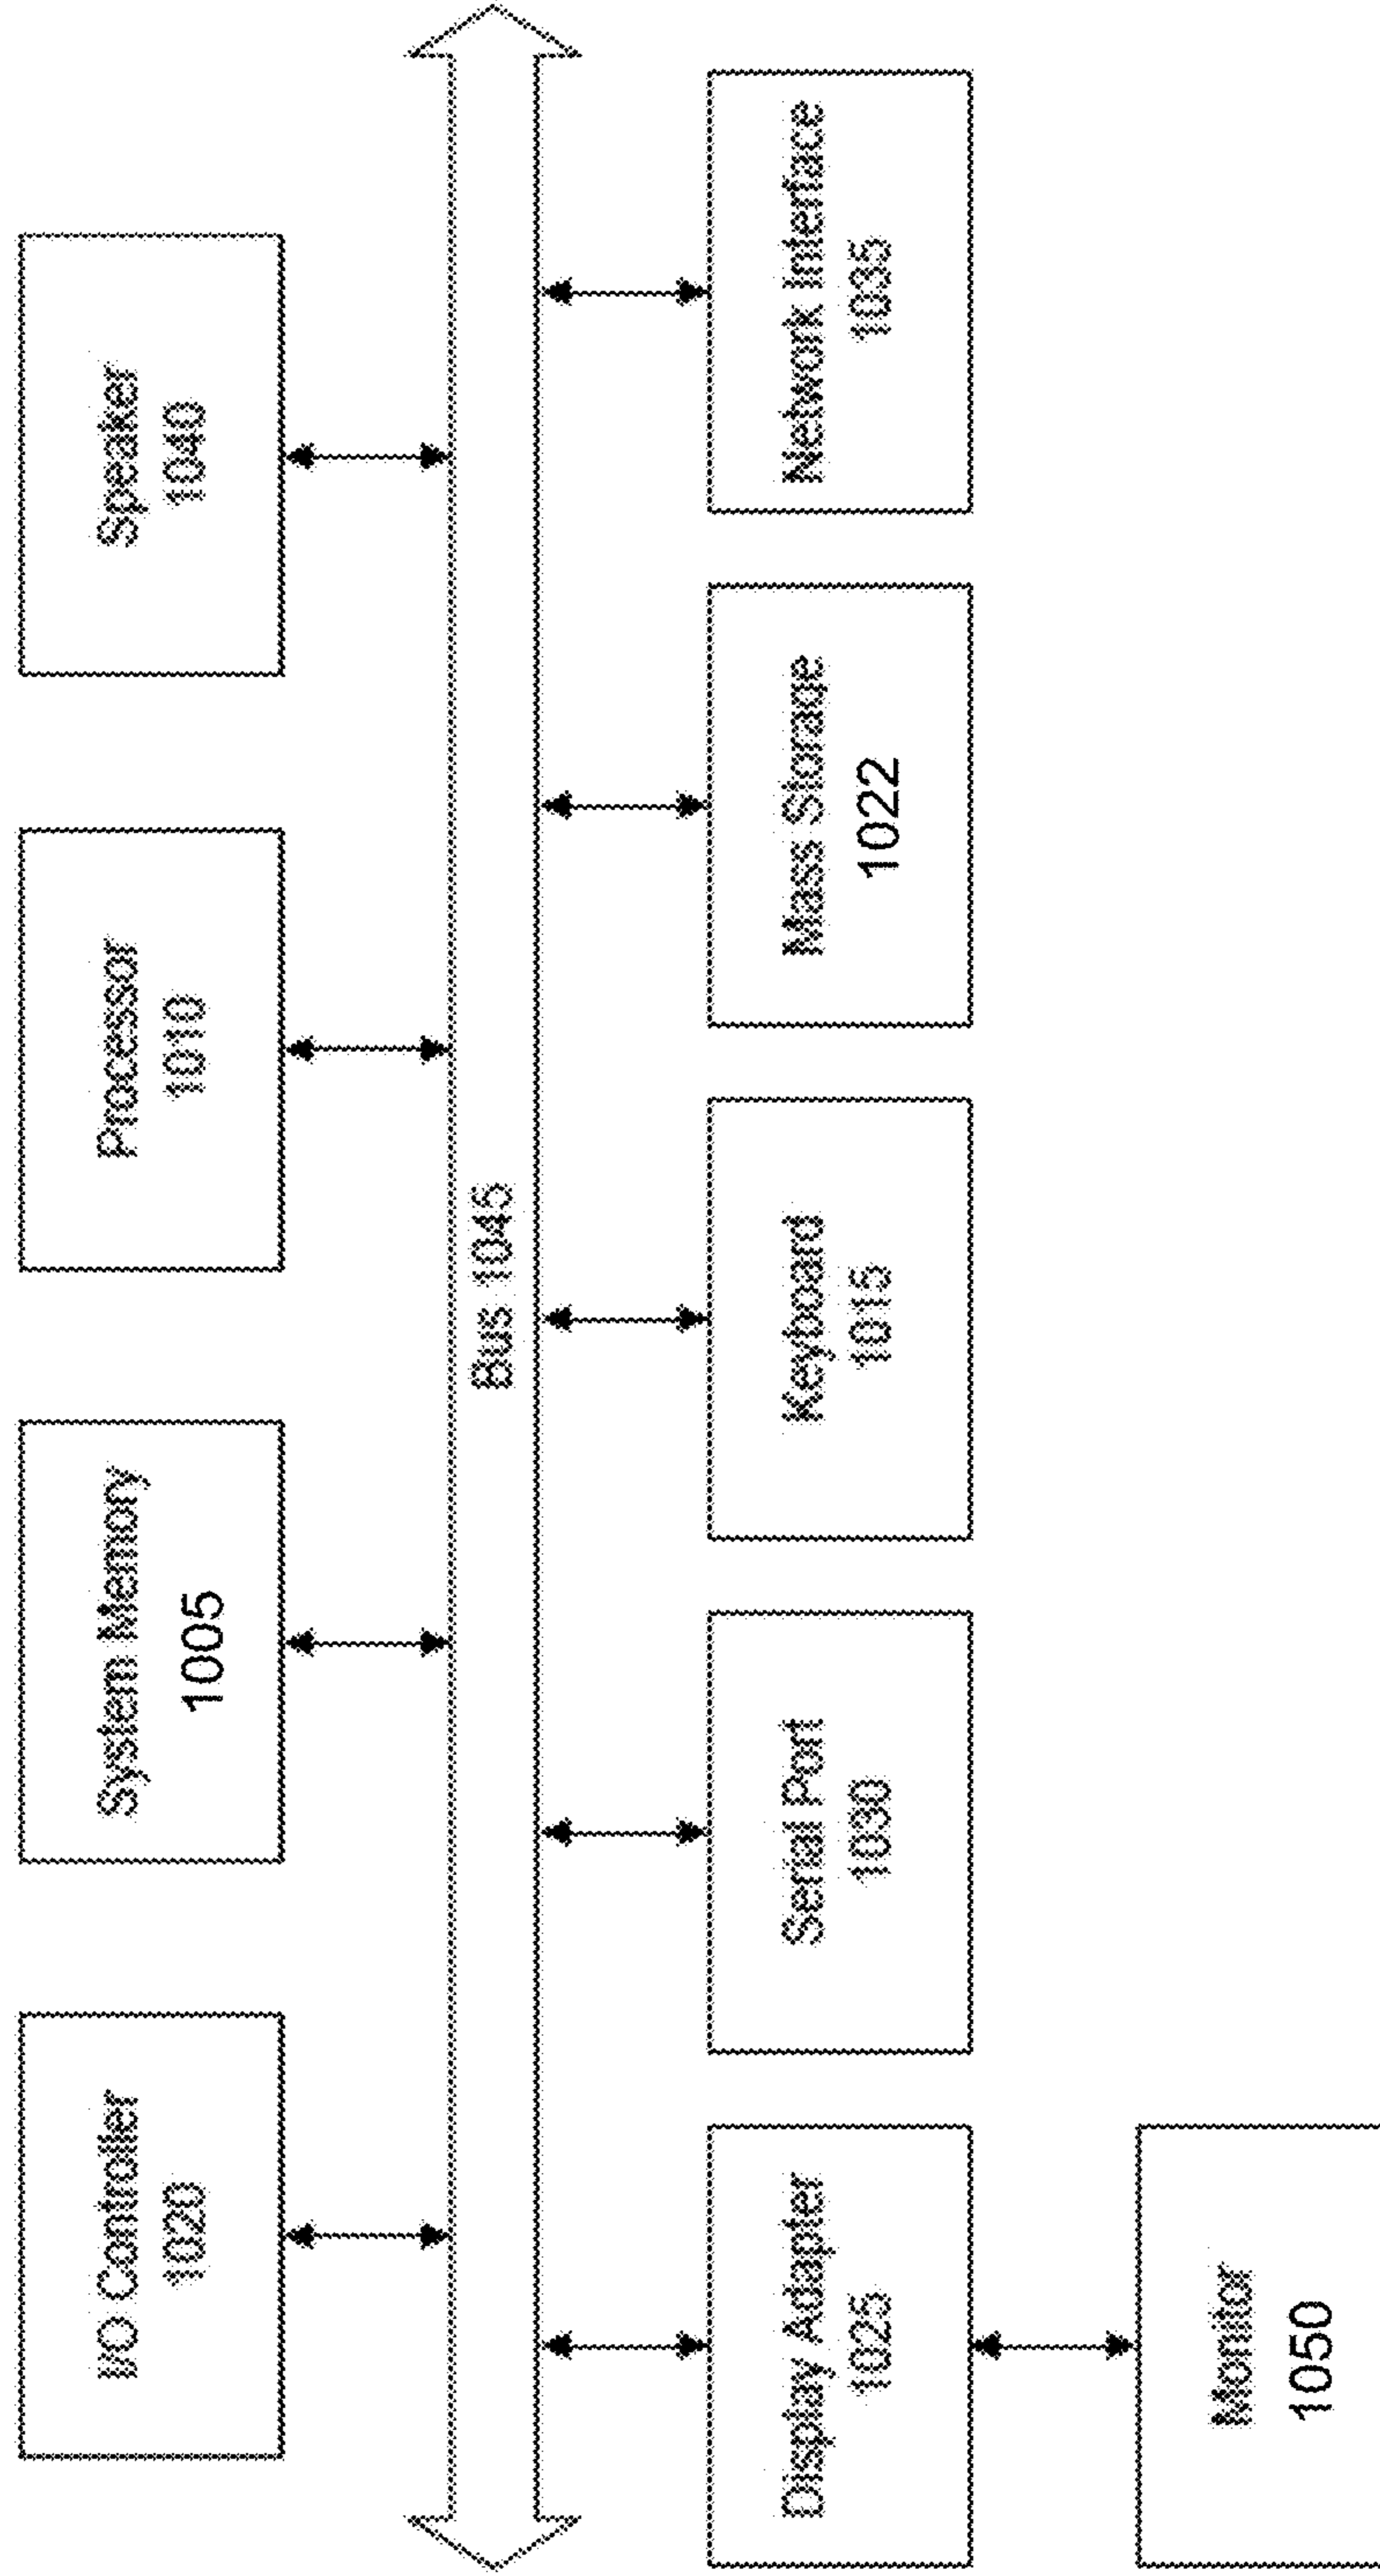 I/O Controller
1020
System Memory
1005
Processor
1010
Speaker
1040
Bus 1045
Display Adapter
1025
Serial Port
1030
Keyboard
1015
Mass Storage
1022
Network Interface
1035
Monitor
1050